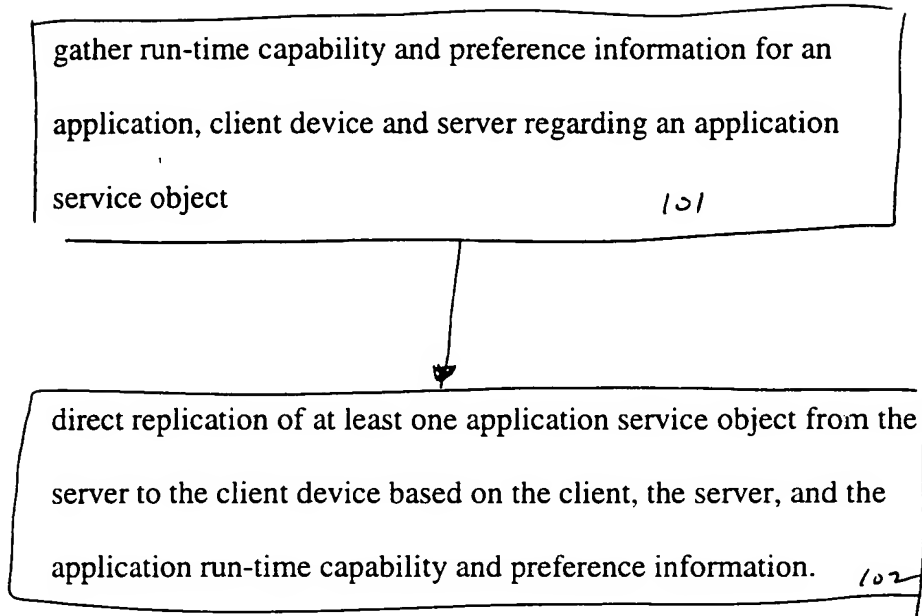 gather run-time capability and preference information for an
application, client device and server regarding an application
service object 101
direct replication of at least one application service object from the
server to the client device based on the client, the server, and the
application run-time capability and preference information. 102